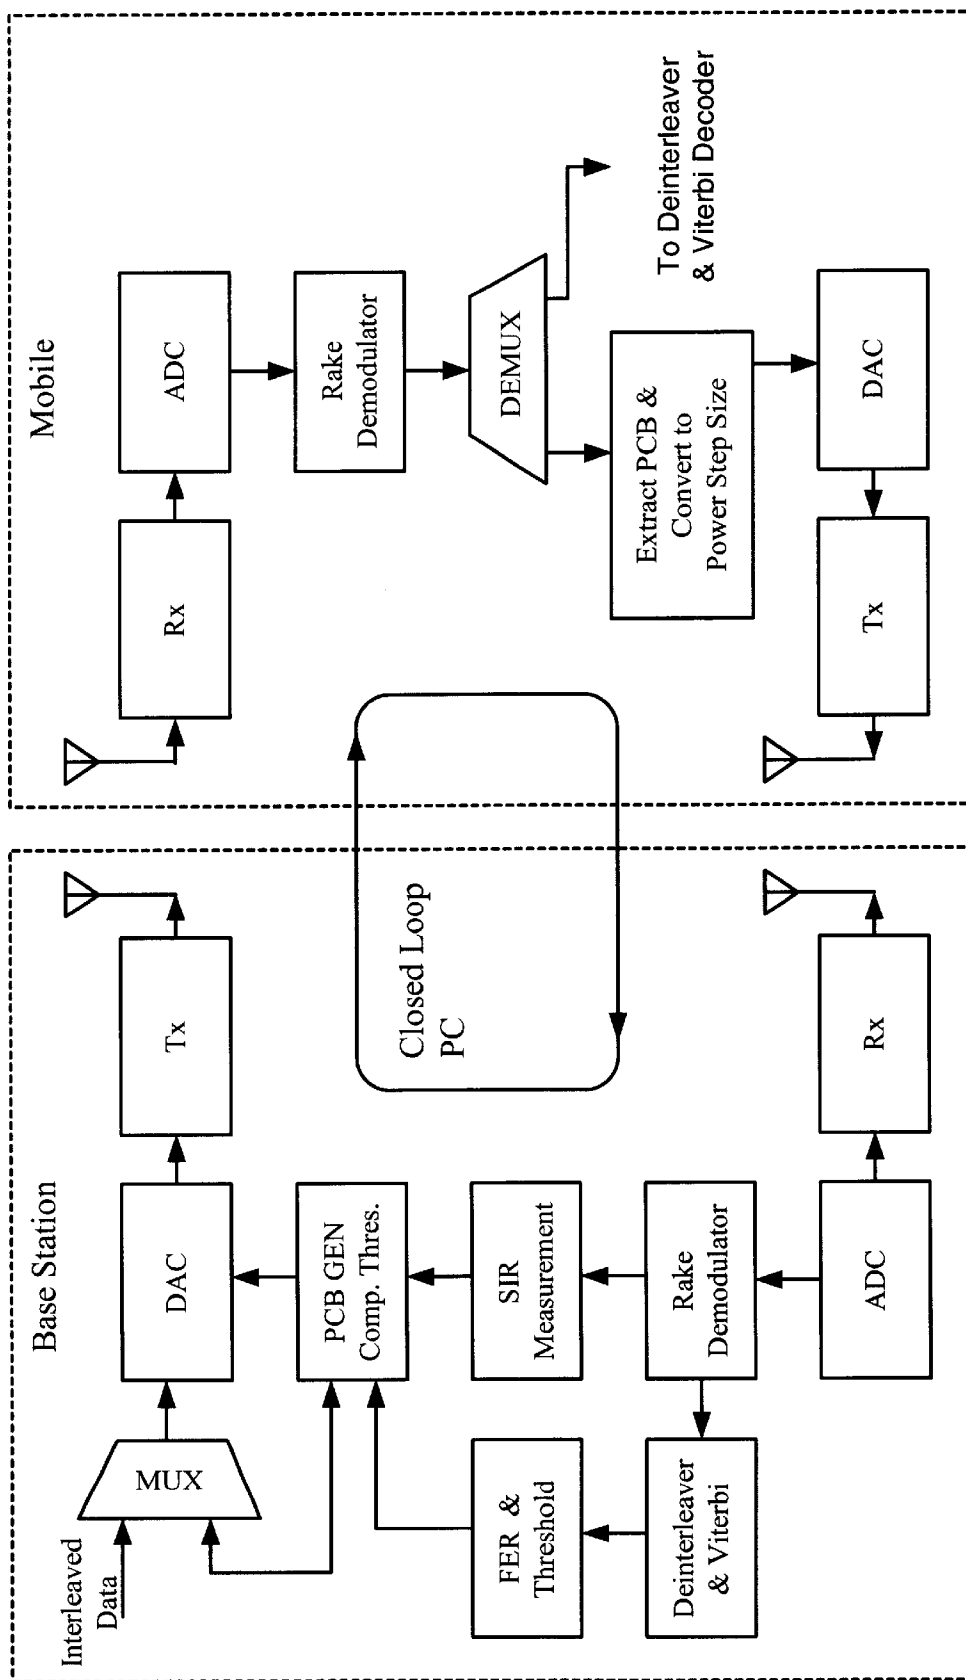 Base Station
Interleaved
Data
MUX
DAC
Tx
PCB GEN
Comp. Thres.
SIR
Measurement
FER &
Threshold
Rake
Demodulator
Deinterleaver
& Viterbi
ADC
Rx
Closed Loop
PC
Mobile
Rx
ADC
Rake
Demodulator
DEMUX
To Deinterleaver
& Viterbi Decoder
Extract PCB &
Convert to
Power Step Size
Tx
DAC